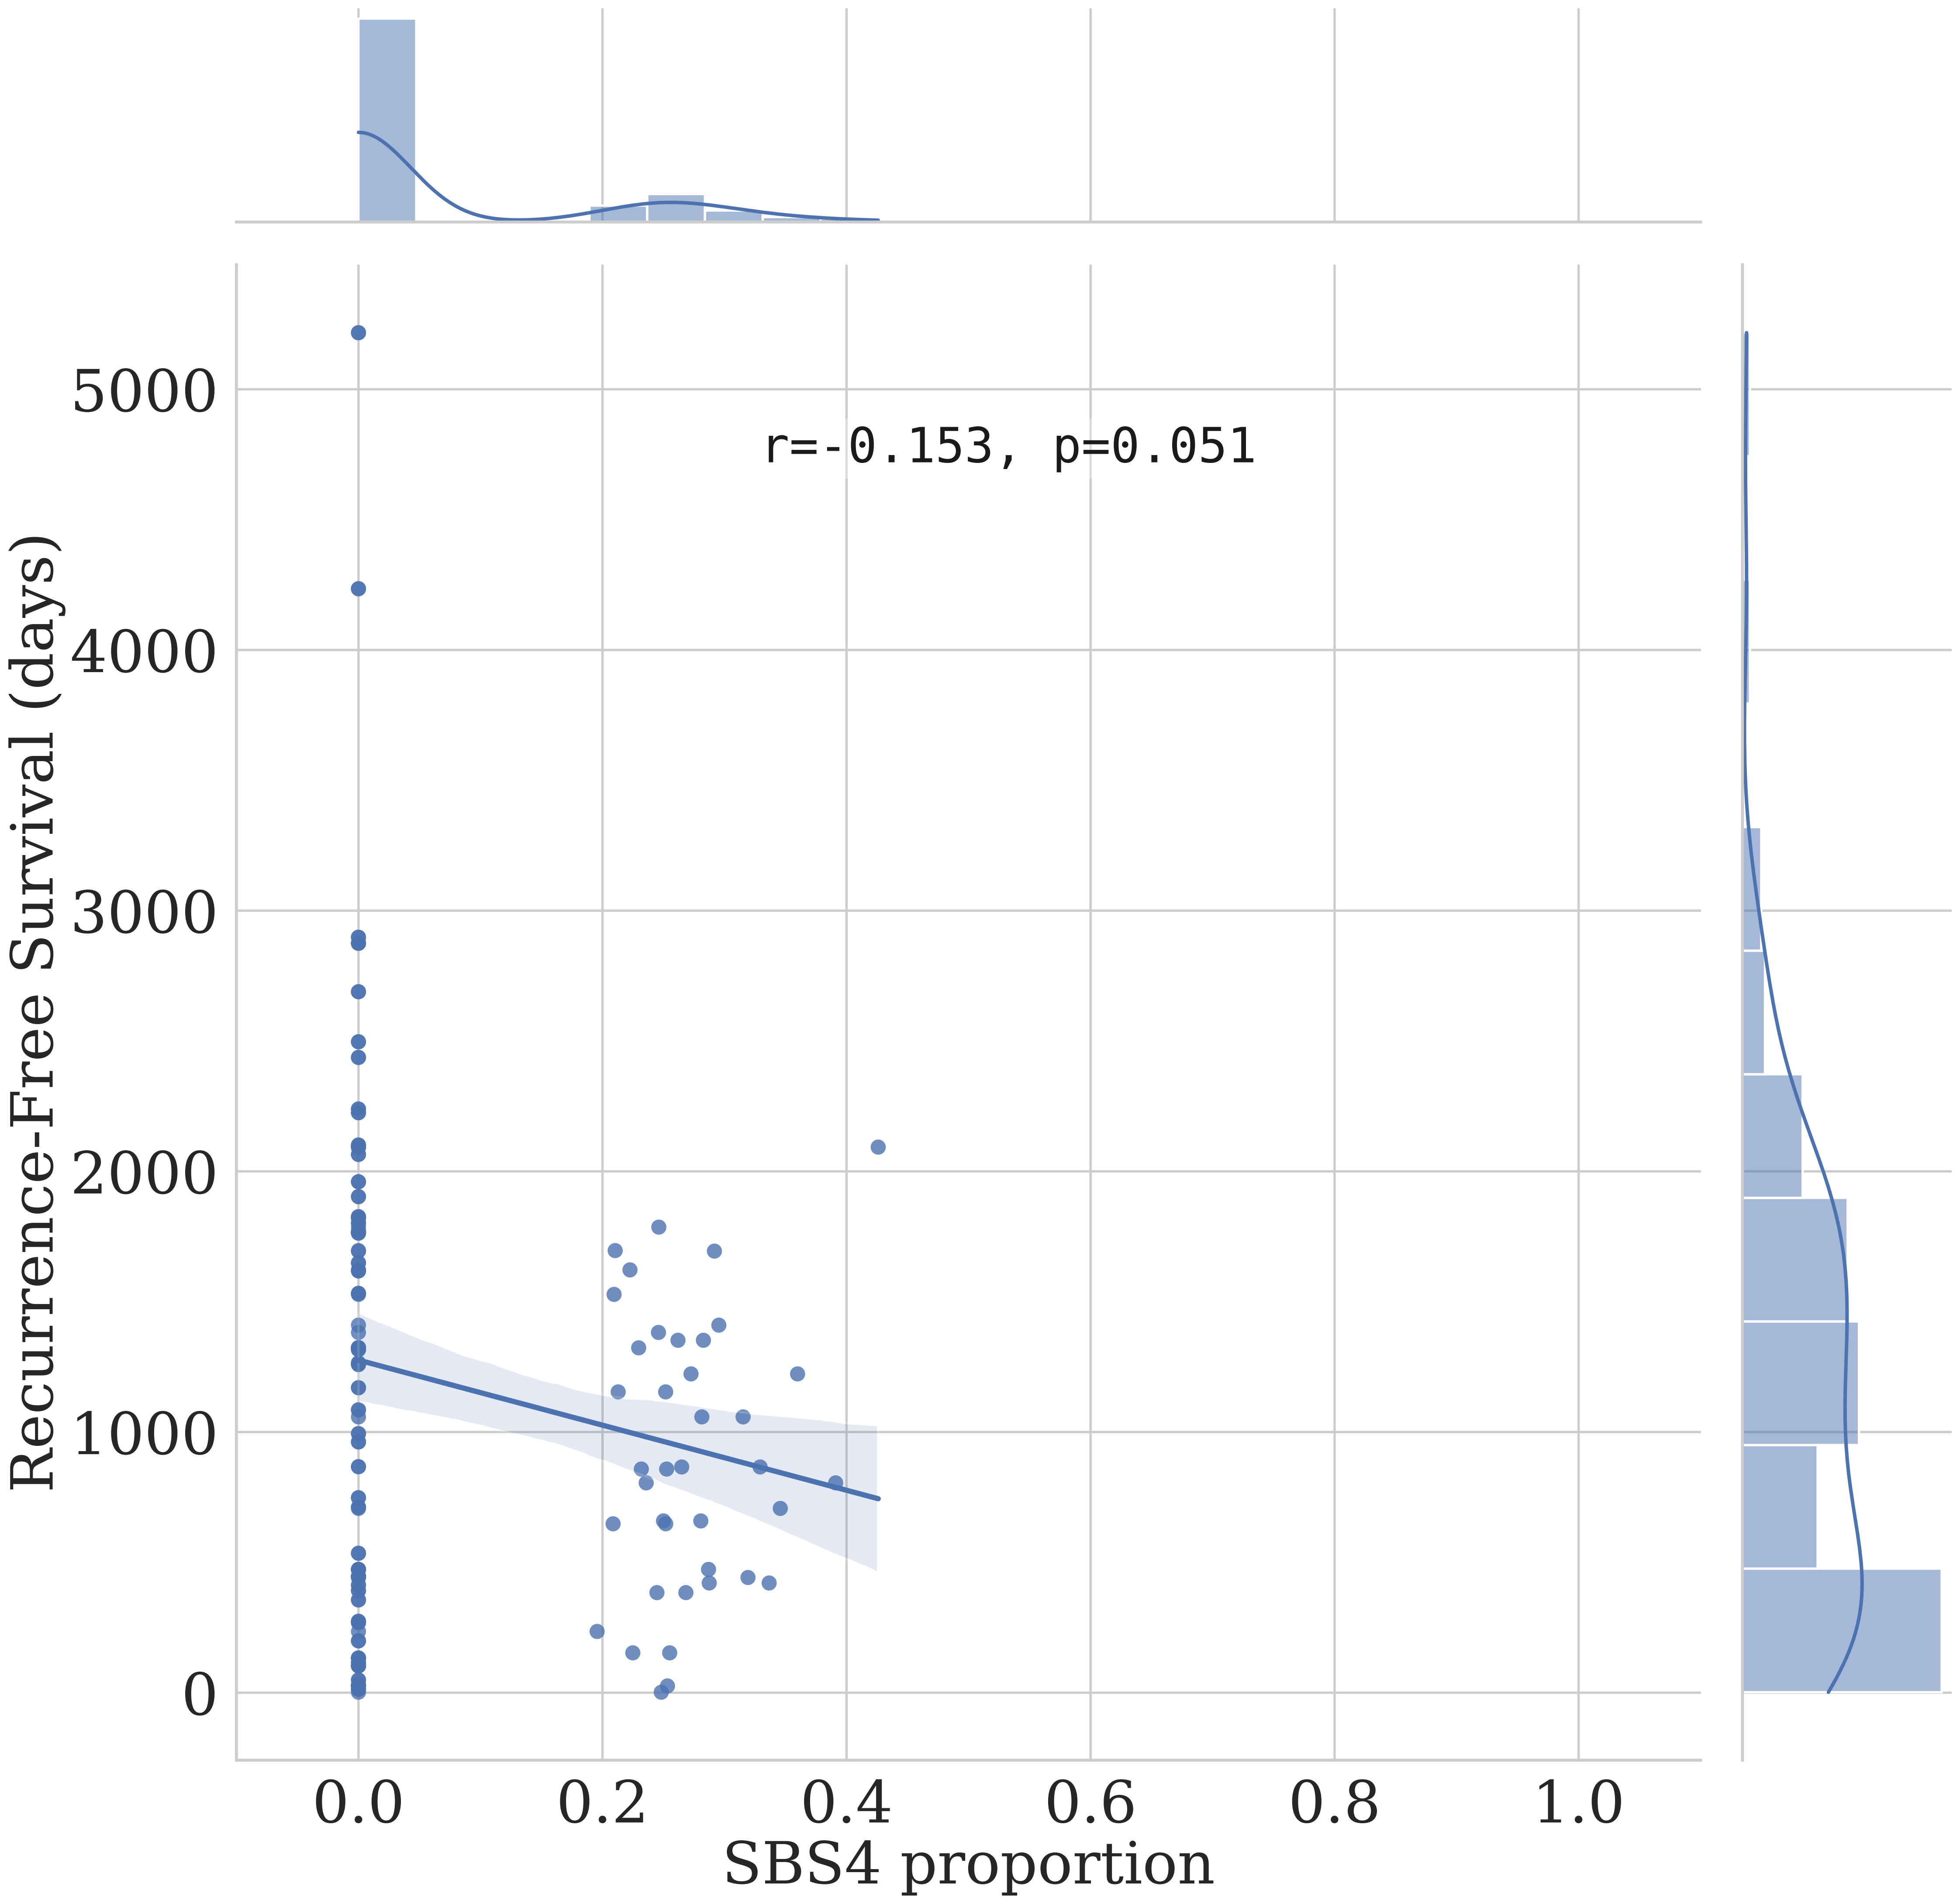 r=-0.153, p=0.051
Recurrence-Free Survival (days)
5000
4000
3000
2000
1000
0
0.0 0.2 0.4 0.6 0.8 1.0
SBS4 proportion